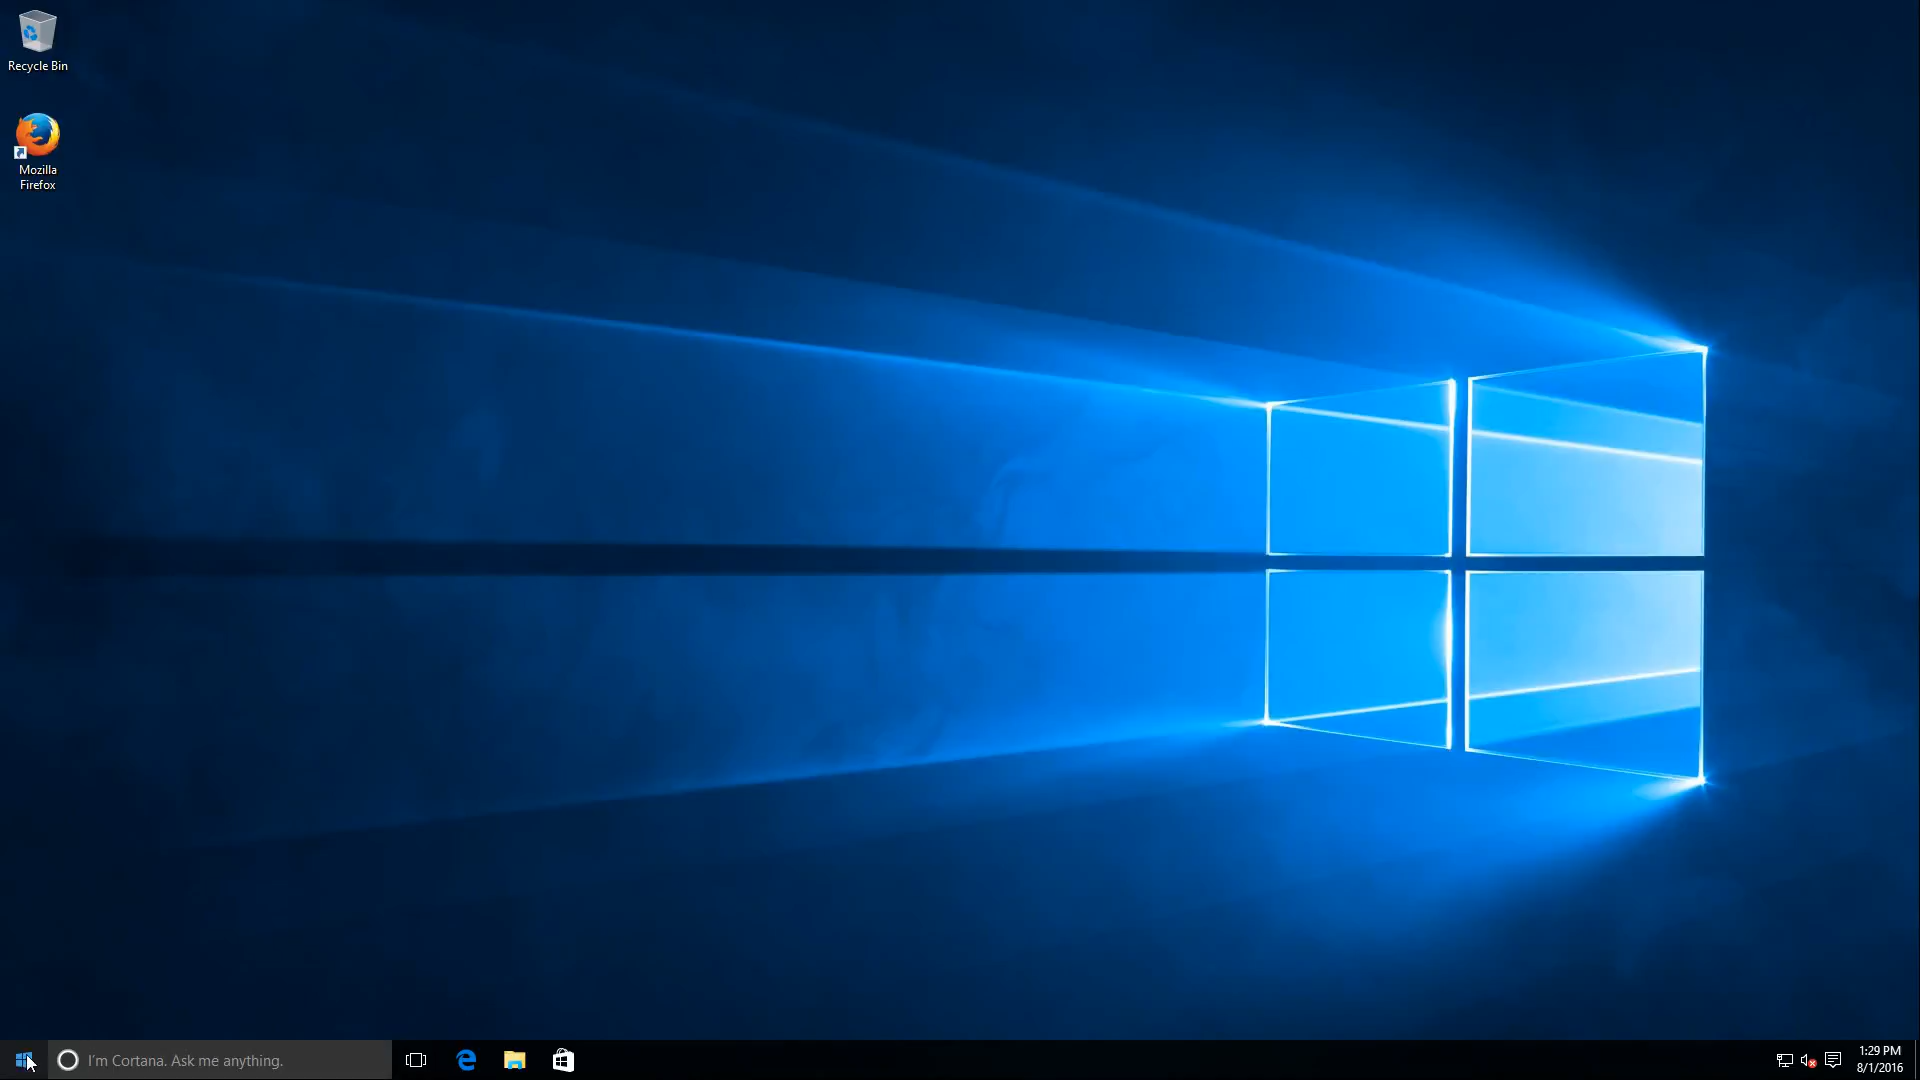 Recycle Bin
Mozilla
Firefox
I'm Cortana. Ask me anything.
1:29 PM
8/1/2016